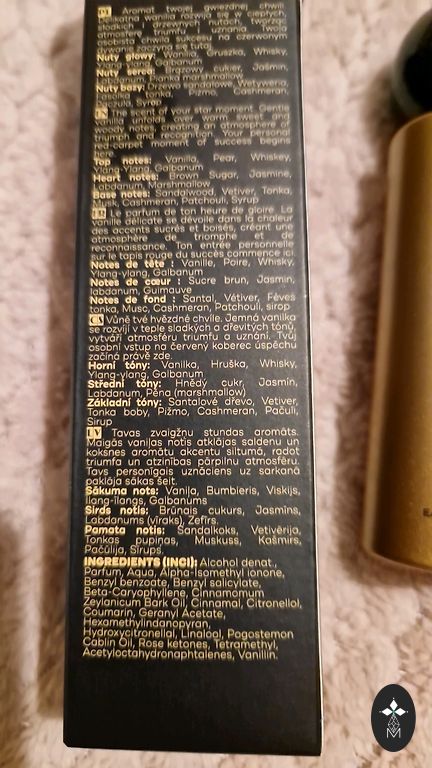 PL Aromat twojej gwiezdnej chwili.
Delikatna wanilia rozwija się w ciepłych,
słodkich i drzewnych nutach, tworząc
atmosferę triumfu i uznania. Twoja
osobista chwila sukcesu na czerwonym
dywanie zaczyna się tutaj.
Nuty głowy: Wanilia, Gruszka, Whisky,
Ylang-ylang, Galbanum
Nuty serca: Brązowy cukier, Jaśmin,
Labdanum, Pianka marshmallow
Nuty bazy: Drzewo sandałowe, Wetyweria,
Fasolka tonka, Piżmo, Cashmeran,
Paczula, Syrop
EN The scent of your star moment. Gentle
vanilla unfolds over warm sweet and
woody notes, creating an atmosphere of
triumph and recognition. Your personal
red-carpet moment of success begins
here.
Top notes: Vanilla, Pear, Whiskey,
Ylang-Ylang, Galbanum
Heart notes: Brown Sugar, Jasmine,
Labdanum, Marshmallow
Base notes: Sandalwood, Vetiver, Tonka,
Musk, Cashmeran, Patchouli, Syrup
FR Le parfum de ton heure de gloire. La
vanille délicate se dévoile dans la chaleur
des accents sucrés et boisés, créant une
atmosphère de triomphe et de
reconnaissance. Ton entrée personnelle
sur le tapis rouge du succès commence ici.
Notes de tête : Vanille, Poire, Whisky,
Ylang-ylang, Galbanum
Notes de cœur : Sucre brun, Jasmin,
labdanum, Guimauve
Notes de fond : Santal, Vétiver, Fèves
tonka, Musc, Cashmeran, Patchouli, sirop
CS Vůně tvé hvězdné chvíle. Jemná vanilka
se rozvíjí v teple sladkých a dřevitých tónů,
vytváří atmosféru triumfu a uznání. Tvůj
osobní vstup na červený koberec úspěchu
začíná právě zde.
Horní tóny: Vanilka, Hruška, Whisky,
Ylang-ylang, Galbanum
Střední tóny: Hnědý cukr, Jasmín,
Labdanum, Pěna (marshmallow)
Základní tóny: Santalové dřevo, Vetiver,
Tonka boby, Pižmo, Cashmeran, Pačuli,
Sirup
LV Tavas zvaigžņu stundas aromāts.
Maigās vaniļas notis atklājas saldenu un
koksnes aromātu akcentu siltumā, radot
triumfa un atzinības pārpilnu atmosfēru.
Tavs personīgais uznāciens uz sarkanā
paklāja sākas šeit.
Sākuma nots: Vaniļa, Bumbieris, Viskijs,
Ilang-ilangs, Galbanums
Sirds notis: Brūnais cukurs, Jasmīns,
Labdanums (vīraks), Zefīrs.
Pamata notis: Sandalkoks, Vetivērija,
Tonkas pupiņas, Muskuss, Kašmirs,
Pačūlija, Sīrups.
INGREDIENTS (INCI): Alcohol denat.,
Parfum, Aqua, Alpha-Isomethyl ionone,
Benzyl benzoate, Benzyl salicylate,
Beta-Caryophyllene, Cinnamomum
Zeylanicum Bark Oil, Cinnamal, Citronellol,
Coumarin, Geranyl Acetate,
Hexamethylindanopyran,
Hydroxycitronellal, Linalool, Pogostemon
Cablin Oil, Rose ketones, Tetramethyl,
Acetyloctahydronaphtalenes, Vanillin.